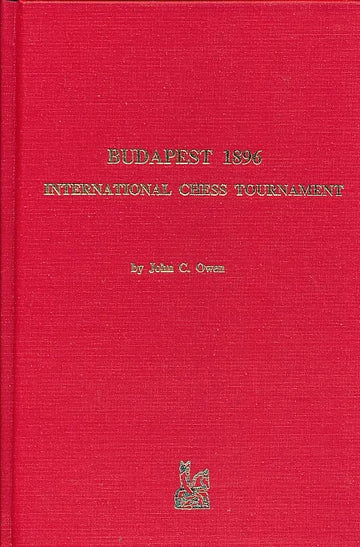 BUDAPEST 1896
INTERNATIONAL CHESS TOURNAMENT
by John C. Owen